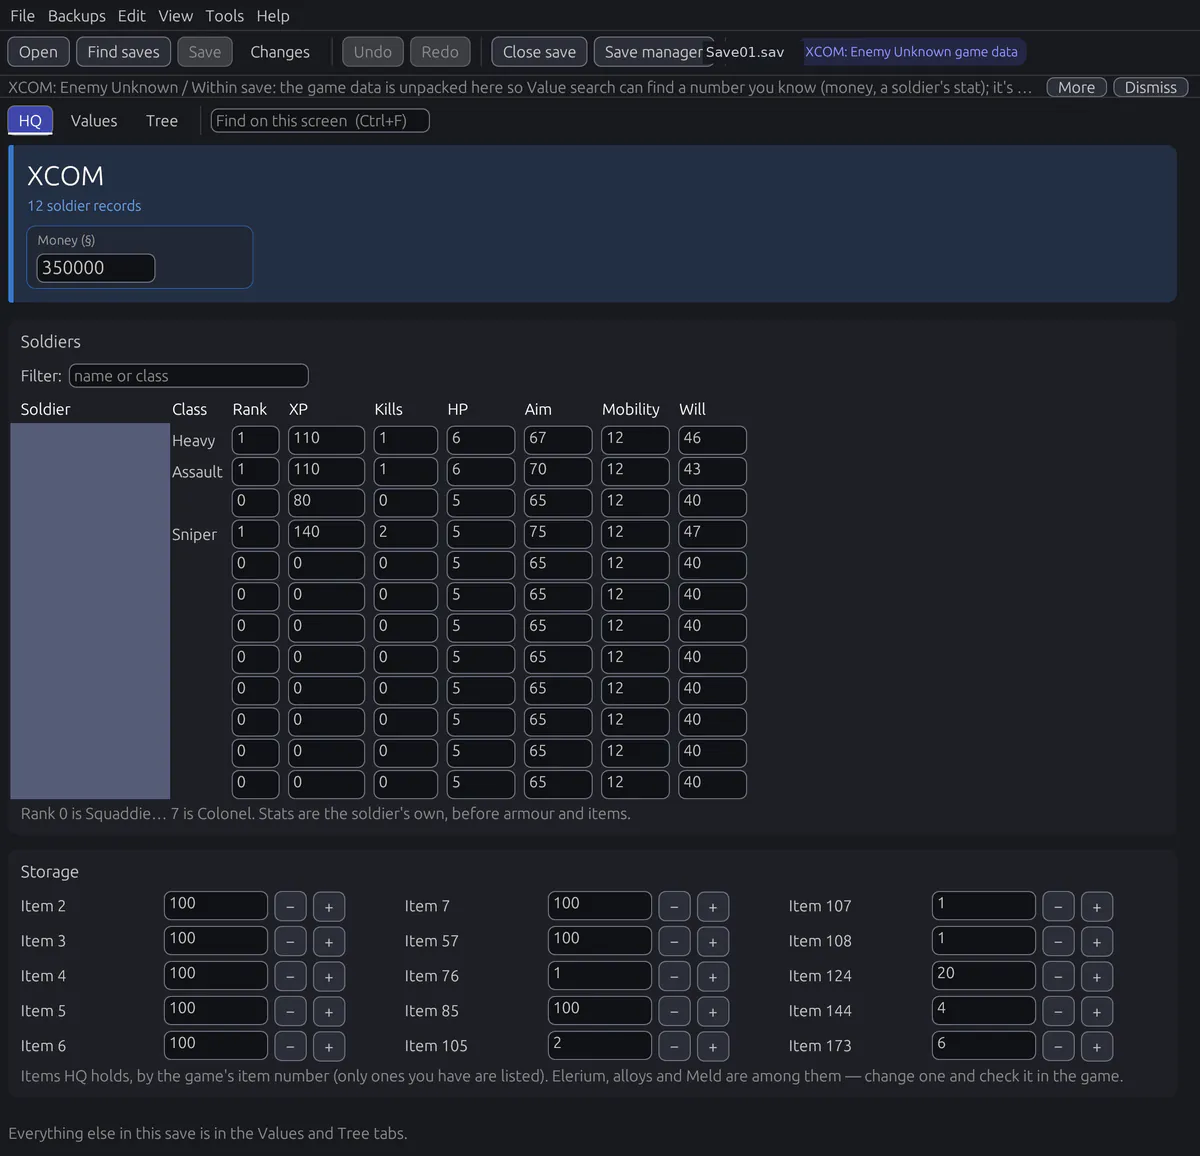 File Backups Edit View Tools Help
Open Find saves Save Changes Undo Redo Close save Save manager Save01.sav XCOM: Enemy Unknown game data
XCOM: Enemy Unknown / Within save: the game data is unpacked here so Value search can find a number you know (money, a soldier's stat); it's … More Dismiss
HQ Values Tree Find on this screen (Ctrl+F)
XCOM
12 soldier records
Money (§)
350000
Soldiers
Filter: name or class
Soldier Class Rank XP Kills HP Aim Mobility Will
Heavy 1 110 1 6 67 12 46
Assault 1 110 1 6 70 12 43
0 80 0 5 65 12 40
Sniper 1 140 2 5 75 12 47
0 0 0 5 65 12 40
0 0 0 5 65 12 40
0 0 0 5 65 12 40
0 0 0 5 65 12 40
0 0 0 5 65 12 40
0 0 0 5 65 12 40
0 0 0 5 65 12 40
0 0 0 5 65 12 40
Rank 0 is Squaddie… 7 is Colonel. Stats are the soldier's own, before armour and items.
Storage
Item 2 100 − + Item 7 100 − + Item 107 1 − +
Item 3 100 − + Item 57 100 − + Item 108 1 − +
Item 4 100 − + Item 76 1 − + Item 124 20 − +
Item 5 100 − + Item 85 100 − + Item 144 4 − +
Item 6 100 − + Item 105 2 − + Item 173 6 − +
Items HQ holds, by the game's item number (only ones you have are listed). Elerium, alloys and Meld are among them — change one and check it in the game.
Everything else in this save is in the Values and Tree tabs.